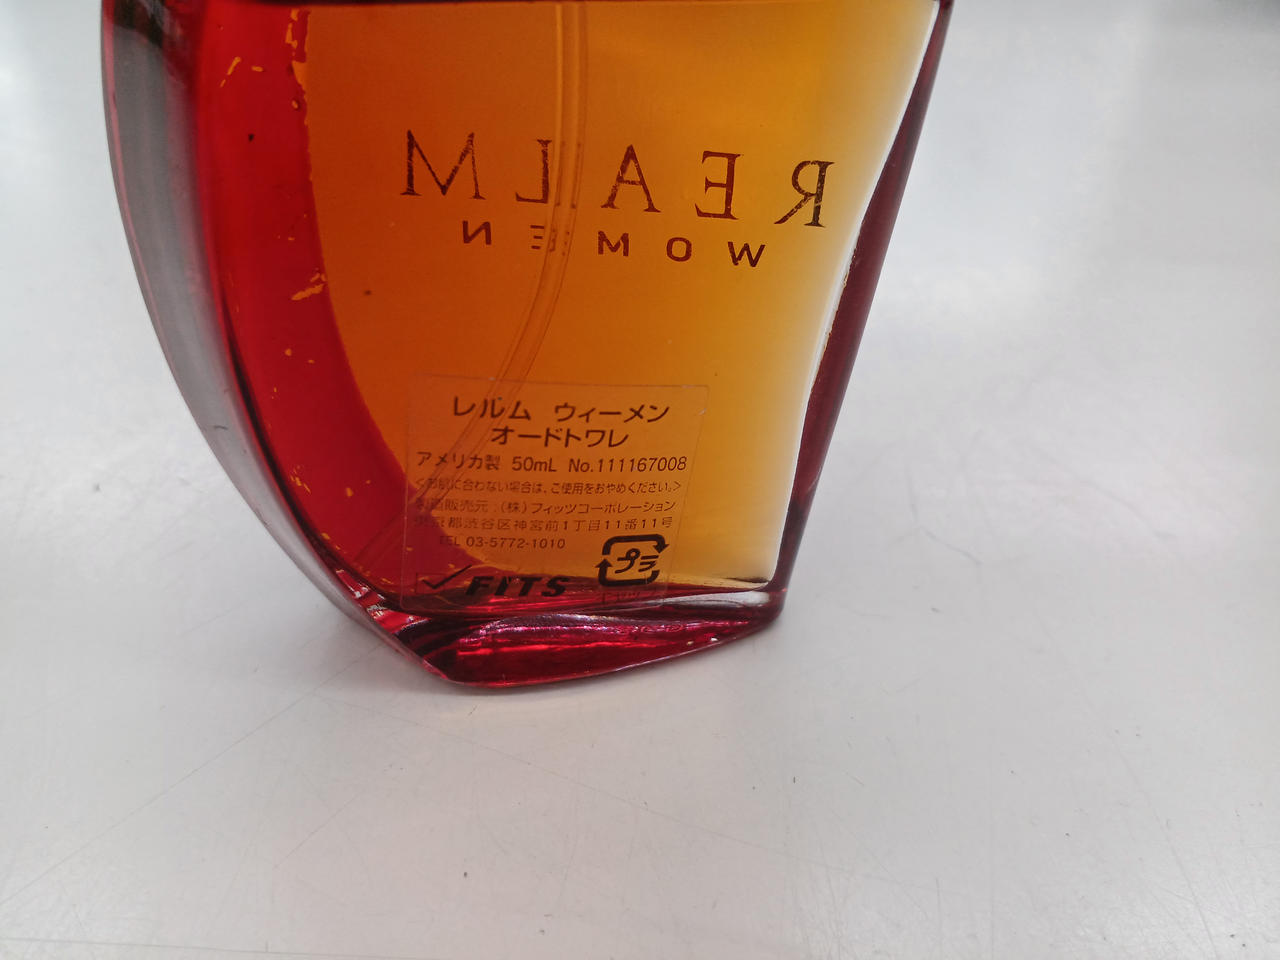 REALM
WOMEN
レルム ウィーメン
オードトワレ
アメリカ製 50mL No.111167008
<お肌に合わない場合は、ご使用をおやめください。>
製造販売元:(株)フィッツコーポレーション
東京都渋谷区神宮前1丁目11番11号
TEL 03-5772-1010
FITS
プラ